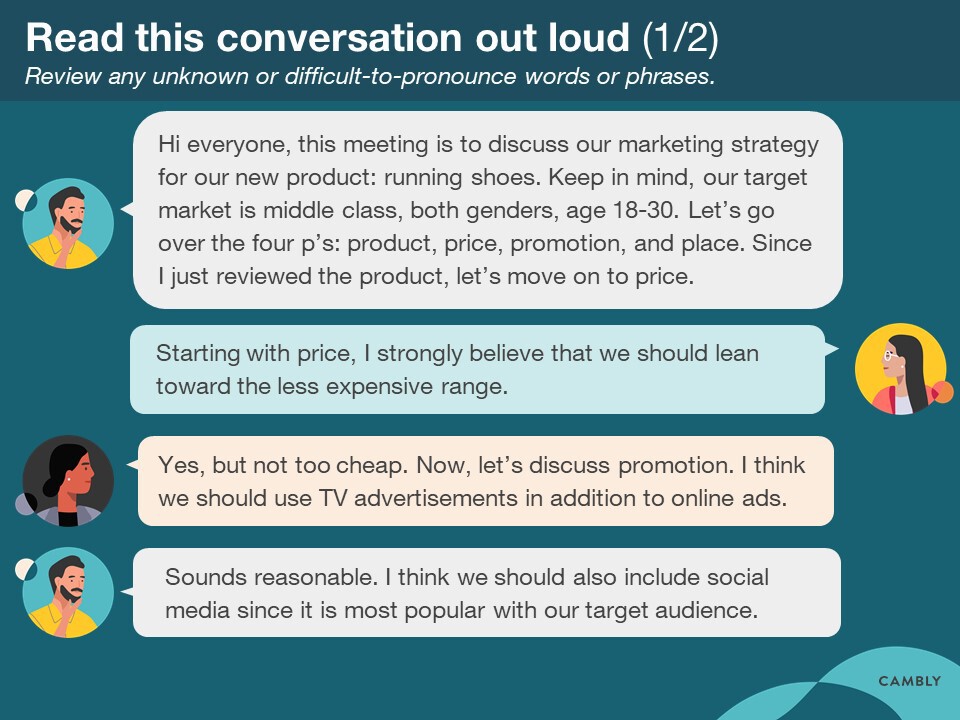 Read this conversation out loud (1/2)
Review any unknown or difficult-to-pronounce words or phrases.
Hi everyone, this meeting is to discuss our marketing strategy
for our new product: running shoes. Keep in mind, our target
market is middle class, both genders, age 18-30. Let’s go
over the four p’s: product, price, promotion, and place. Since
I just reviewed the product, let’s move on to price.
Starting with price, I strongly believe that we should lean
toward the less expensive range.
Yes, but not too cheap. Now, let’s discuss promotion. I think
we should use TV advertisements in addition to online ads.
Sounds reasonable. I think we should also include social
media since it is most popular with our target audience.
CAMBLY